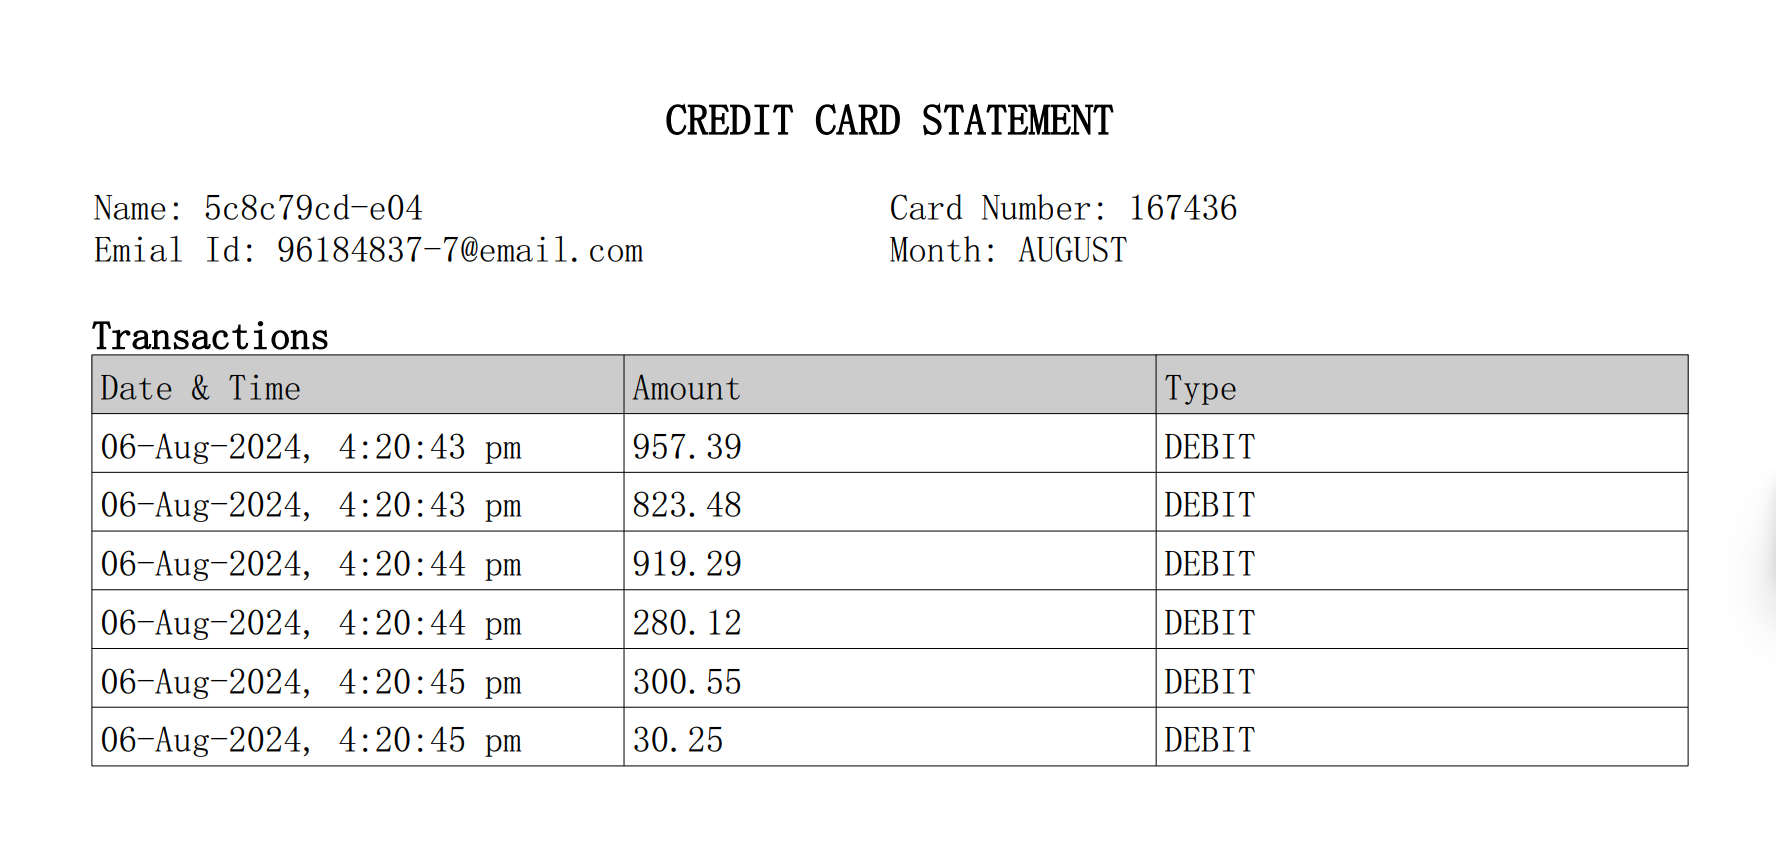 CREDIT CARD STATEMENT
Name: 5c8c79cd-e04 Card Number: 167436
Emial Id: 96184837-7@email.com Month: AUGUST
Transactions
Date & Time Amount Type
06-Aug-2024, 4:20:43 pm 957.39 DEBIT
06-Aug-2024, 4:20:43 pm 823.48 DEBIT
06-Aug-2024, 4:20:44 pm 919.29 DEBIT
06-Aug-2024, 4:20:44 pm 280.12 DEBIT
06-Aug-2024, 4:20:45 pm 300.55 DEBIT
06-Aug-2024, 4:20:45 pm 30.25 DEBIT